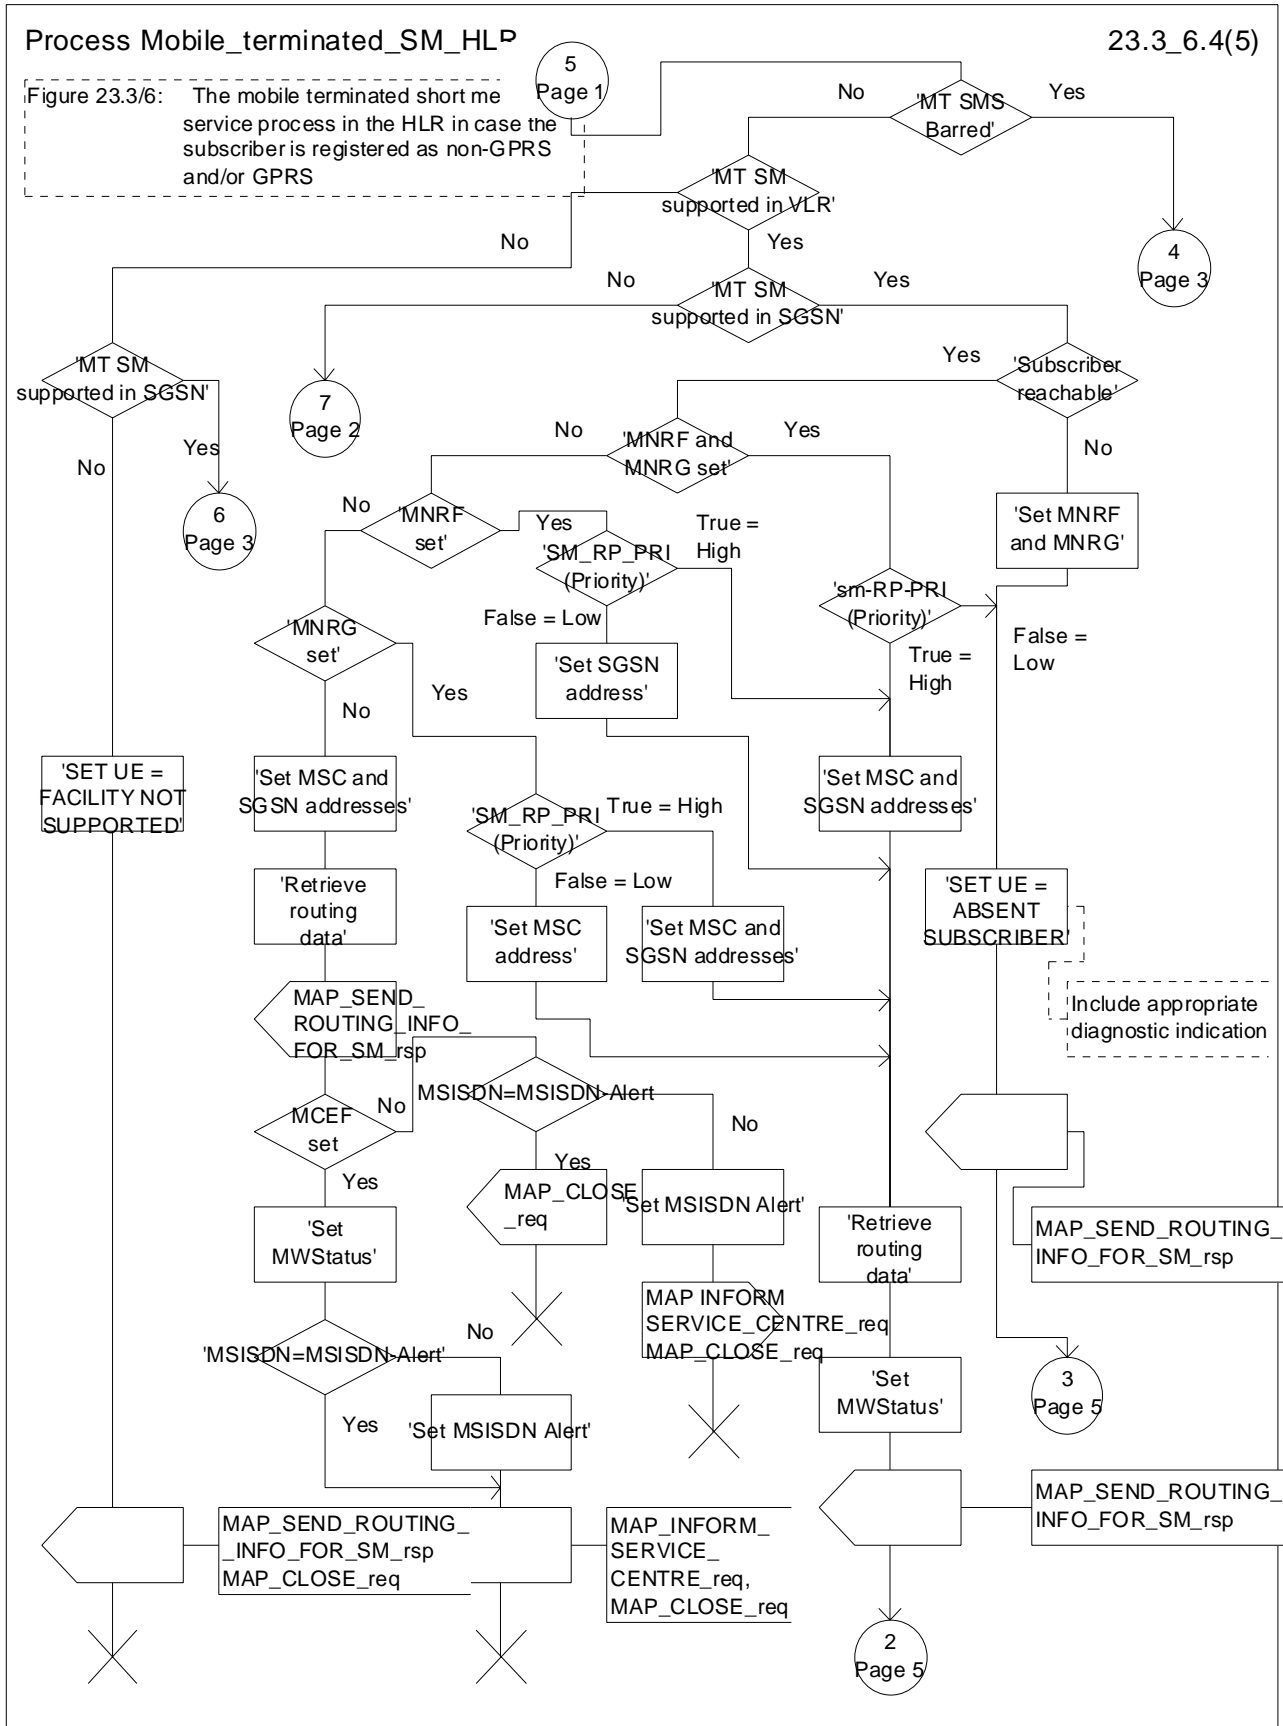 Process Mobile_terminated_SM_HLR
23.3_6.4(5)
5
Page 1
Figure 23.3/6: The mobile terminated short me
service process in the HLR in case the
subscriber is registered as non-GPRS
and/or GPRS
No
'MT SMS
Barred'
Yes
'MT SM
supported in VLR'
No
Yes
4
Page 3
No
'MT SM
supported in SGSN'
Yes
'MT SM
supported in SGSN'
7
Page 2
Yes
'Subscriber
reachable'
No
Yes
No
'MNRF and
MNRG set'
Yes
No
6
Page 3
No
'MNRF
set'
Yes
'SM_RP_PRI
(Priority)'
True =
High
'Set MNRF
and MNRG'
'sm-RP-PRI
(Priority)'
False = Low
False =
Low
True =
High
'MNRG
set'
Yes
No
'Set SGSN
address'
'SET UE =
FACILITY NOT
SUPPORTED'
'Set MSC and
SGSN addresses'
'SM_RP_PRI
(Priority)'
True = High
'Set MSC and
SGSN addresses'
False = Low
'Retrieve
routing
data'
'Set MSC
address'
'Set MSC and
SGSN addresses'
'SET UE =
ABSENT
SUBSCRIBER'
Include appropriate
diagnostic indication
MAP_SEND_
ROUTING_INFO_
FOR_SM_rsp
MCEF
set
No
MSISDN=MSISDN-Alert
No
Yes
Yes
MAP_CLOSE
_req
'Set MSISDN Alert'
'Set
MWStatus'
'Retrieve
routing
data'
MAP_SEND_ROUTING_
INFO_FOR_SM_rsp
MAP INFORM
SERVICE_CENTRE_req
MAP_CLOSE_req
'MSISDN=MSISDN-Alert'
No
Yes
'Set MSISDN Alert'
'Set
MWStatus'
3
Page 5
MAP_SEND_ROUTING_
_INFO_FOR_SM_rsp
MAP_CLOSE_req
MAP_INFORM_
SERVICE_
CENTRE_req,
MAP_CLOSE_req
MAP_SEND_ROUTING_
INFO_FOR_SM_rsp
2
Page 5